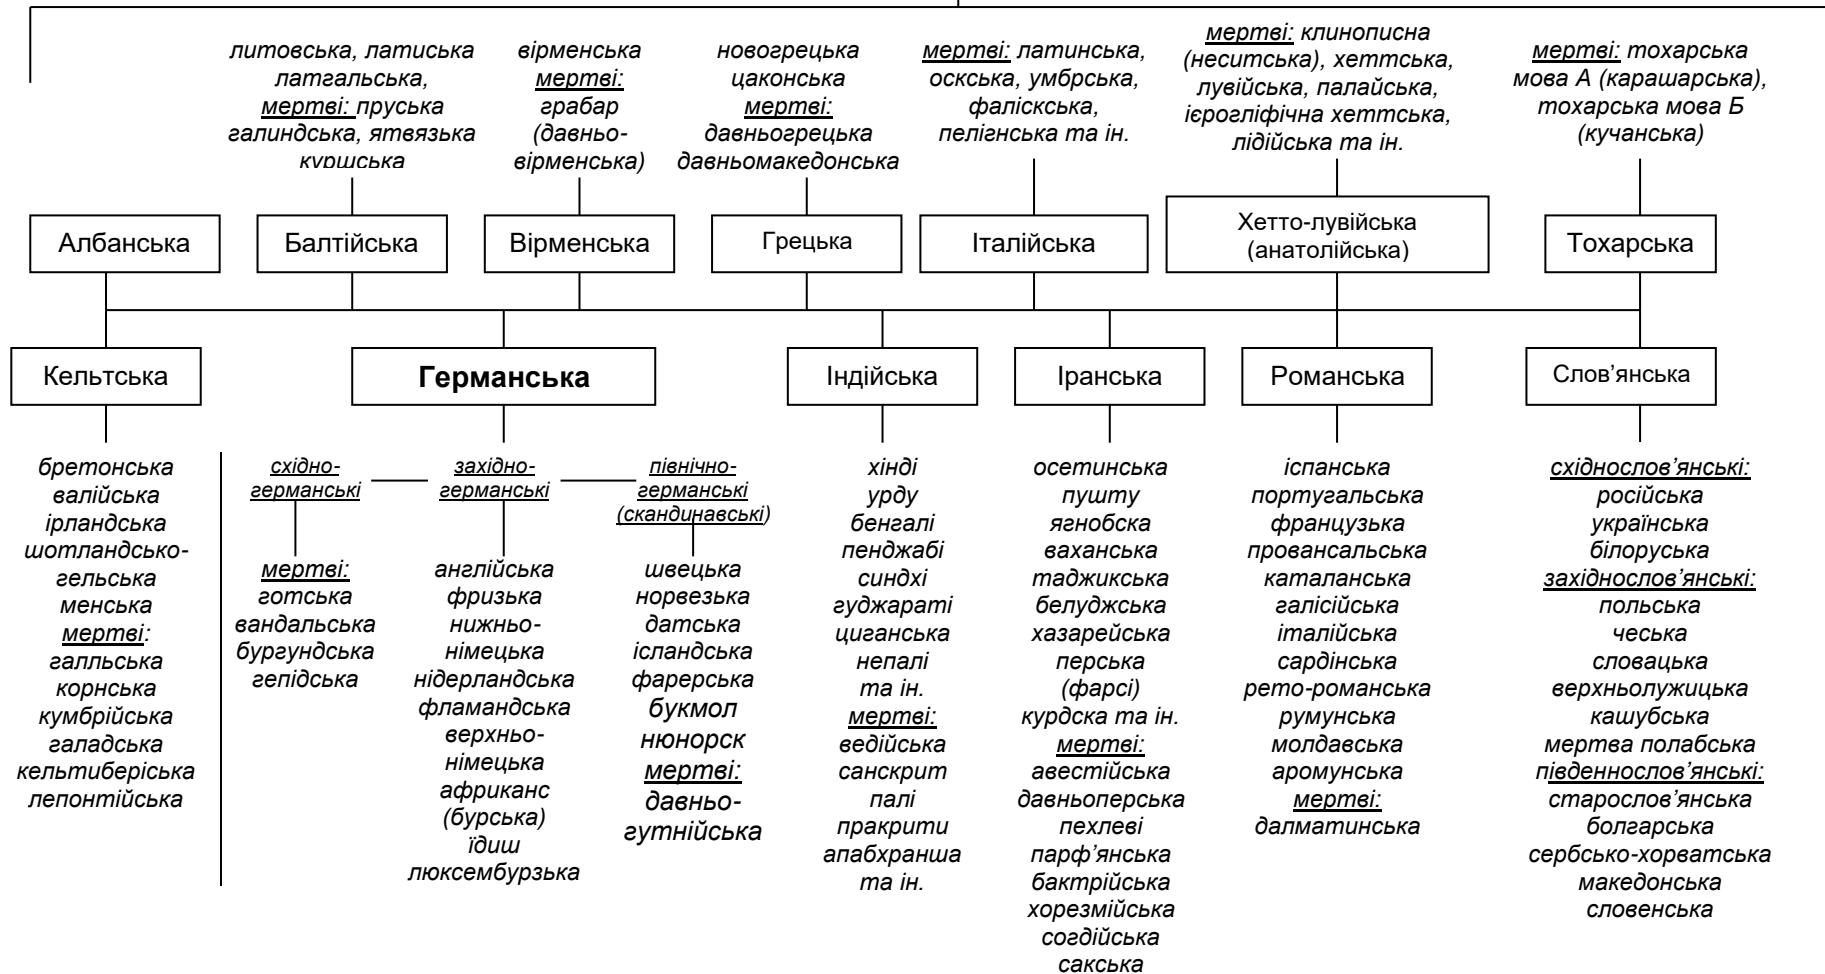 литовська, латиська
латгальська,
мертві: пруська
галиндська, ятвязька
куршська
вірменська
мертві:
грабар
(давньо-
вірменська)
новогрецька
цаконська
мертві:
давньогрецька
давньомакедонська
мертві: латинська,
оскська, умбрська,
фаліскська,
пелігнська та ін.
мертві: клинописна
(неситська), хеттська,
лувійська, палайська,
ієрогліфічна хеттська,
лідійська та ін.
мертві: тохарська
мова А (карашарська),
тохарська мова Б
(кучанська)
Албанська
Балтійська
Вірменська
Грецька
Італійська
Хетто-лувійська
(анатолійська)
Тохарська
Кельтська
Германська
Індійська
Іранська
Романська
Слов’янська
бретонська
валійська
ірландська
шотландсько-
гельська
менська
мертві:
галльська
корнська
кумбрійська
галадська
кельтиберіська
лепонтійська
східно-
германські
мертві:
готська
вандальська
бургундська
гепідська
західно-
германські
англійська
фризька
нижньо-
німецька
нідерландська
фламандська
верхньо-
німецька
африканс
(бурська)
їдиш
люксембурзька
північно-
германські
(скандинавські)
швецька
норвезька
датська
ісландська
фарерська
букмол
нюнорск
мертві:
давньо-
гутнійська
хінді
урду
бенгалі
пенджабі
синдхі
гуджараті
циганська
непалі
та ін.
мертві:
ведійська
санскрит
палі
пракрити
апабхранша
та ін.
осетинська
пушту
ягнобска
ваханська
таджикська
белуджська
хазарейська
перська
(фарсі)
курдска та ін.
мертві:
авестійська
давньоперська
пехлеві
парф’янська
бактрійська
хорезмійська
согдійська
сакська
іспанська
португальська
французька
провансальська
каталанська
галісійська
італійська
сардінська
рето-романська
румунська
молдавська
аромунська
мертві:
далматинська
східнослов’янські:
російська
українська
білоруська
західнослов’янські:
польська
чеська
словацька
верхньолужицька
кашубська
мертва полабська
південнослов’янські:
старослов’янська
болгарська
сербсько-хорватська
македонська
словенська